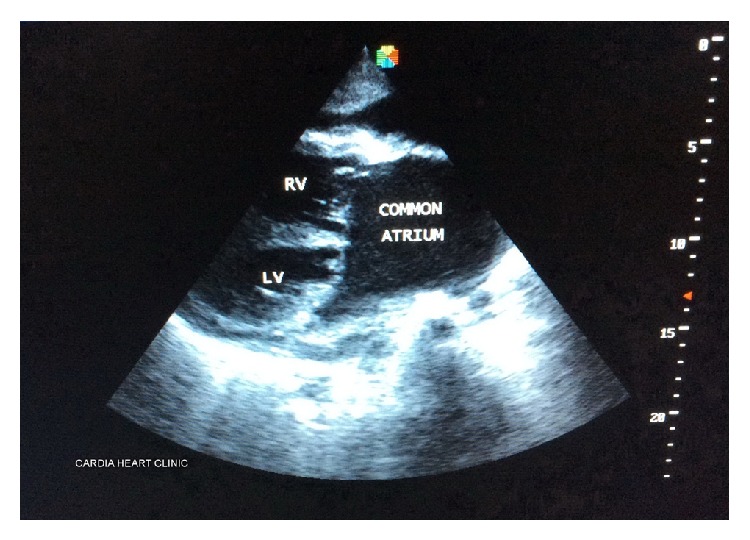 0
5
RV
COMMON
ATRIUM
10
LV
15
20
CARDIA HEART CLINIC